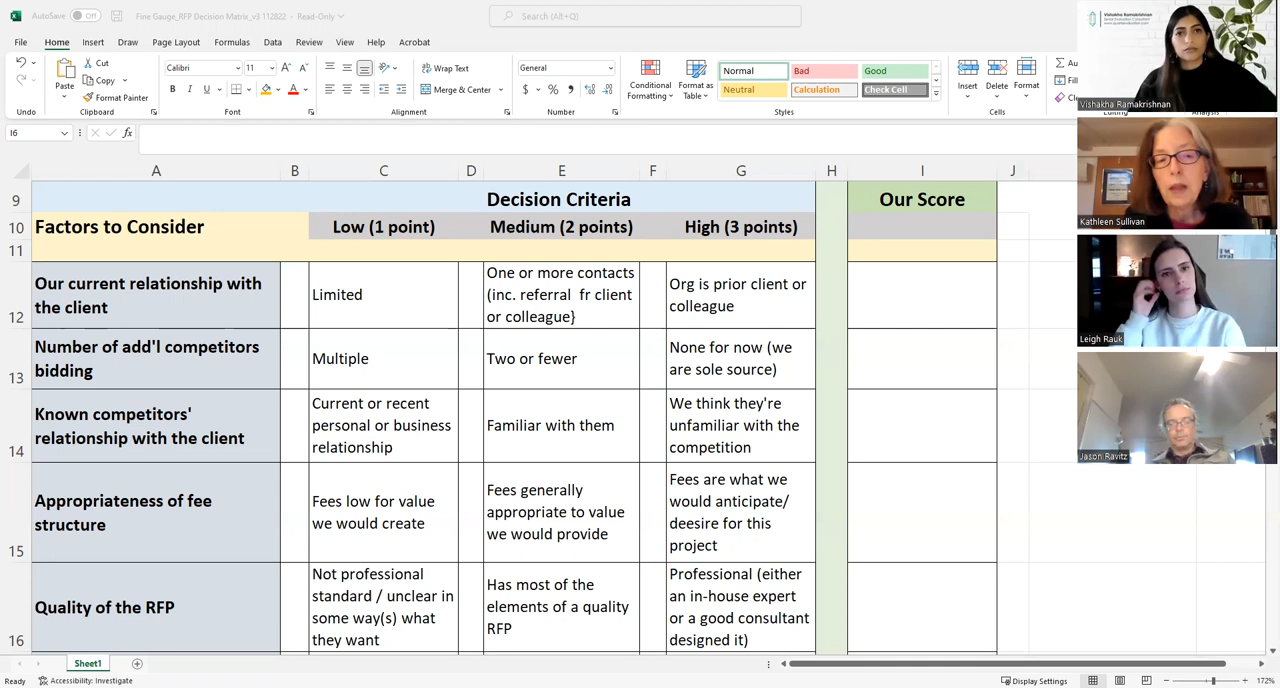 AutoSave Off Fine Gauge_RFP Decision Matrix_v3 112822 - Read-Only Search (Alt+Q)
File Home Insert Draw Page Layout Formulas Data Review View Help Acrobat
Cut
Copy
Format Painter
Paste
Undo Clipboard
Calibri 11
B I U
Font
Wrap Text
Merge & Center
Alignment
General
$ % ,
Number
Conditional Formatting
Format as Table
Normal Bad Good
Neutral Calculation Check Cell
Styles
Insert Delete Format
Cells
I6 fx
A B C D E F G H I J
9 Decision Criteria Our Score
10 Factors to Consider Low (1 point) Medium (2 points) High (3 points)
11
12 Our current relationship with
the client
Limited
One or more contacts
(inc. referral fr client
or colleague}
Org is prior client or
colleague
13 Number of add'l competitors
bidding
Multiple
Two or fewer
None for now (we
are sole source)
14 Known competitors'
relationship with the client
Current or recent
personal or business
relationship
Familiar with them
We think they're
unfamiliar with the
competition
15 Appropriateness of fee
structure
Fees low for value
we would create
Fees generally
appropriate to value
we would provide
Fees are what we
would anticipate/
deesire for this
project
16 Quality of the RFP
Not professional
standard / unclear in
some way(s) what
they want
Has most of the
elements of a quality
RFP
Professional (either
an in-house expert
or a good consultant
designed it)
Sheet1
Ready Accessibility: Investigate Display Settings 172%
Vishakha Ramakrishnan
Vishakha Ramakrishnan
Kathleen Sullivan
Leigh Rauk
Jason Ravitz